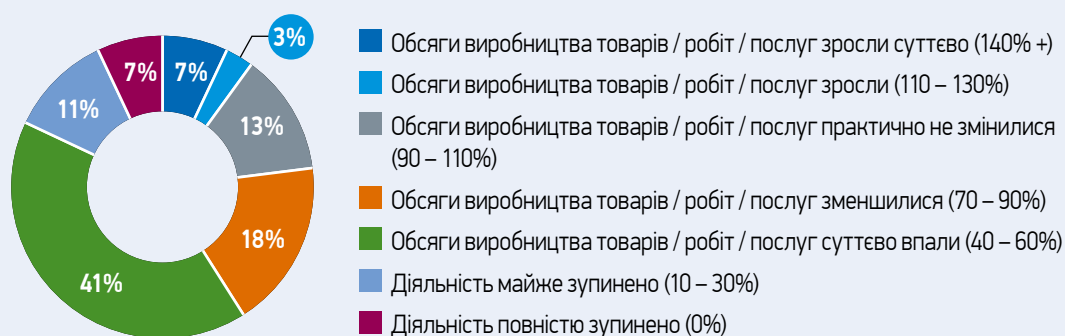 3%
7%
7%
11%
13%
18%
41%
Обсяги виробництва товарів / робіт / послуг зросли суттєво (140% +)
Обсяги виробництва товарів / робіт / послуг зросли (110 – 130%)
Обсяги виробництва товарів / робіт / послуг практично не змінилися
(90 – 110%)
Обсяги виробництва товарів / робіт / послуг зменшилися (70 – 90%)
Обсяги виробництва товарів / робіт / послуг суттєво впали (40 – 60%)
Діяльність майже зупинено (10 – 30%)
Діяльність повністю зупинено (0%)